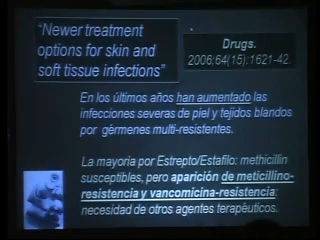 "Newer treatment
options for skin and
soft tissue infections"
Drugs.
2006;64(15):1621-42.
En los últimos años han aumentado las
infecciones severas de piel y tejidos blandos
por gérmenes multi-resistentes.
La mayoría por Estrepto/Estafilo: methicillin
susceptibles, pero aparición de meticillino-
resistencia y vancomicina-resistencia;
necesidad de otros agentes terapéuticos.